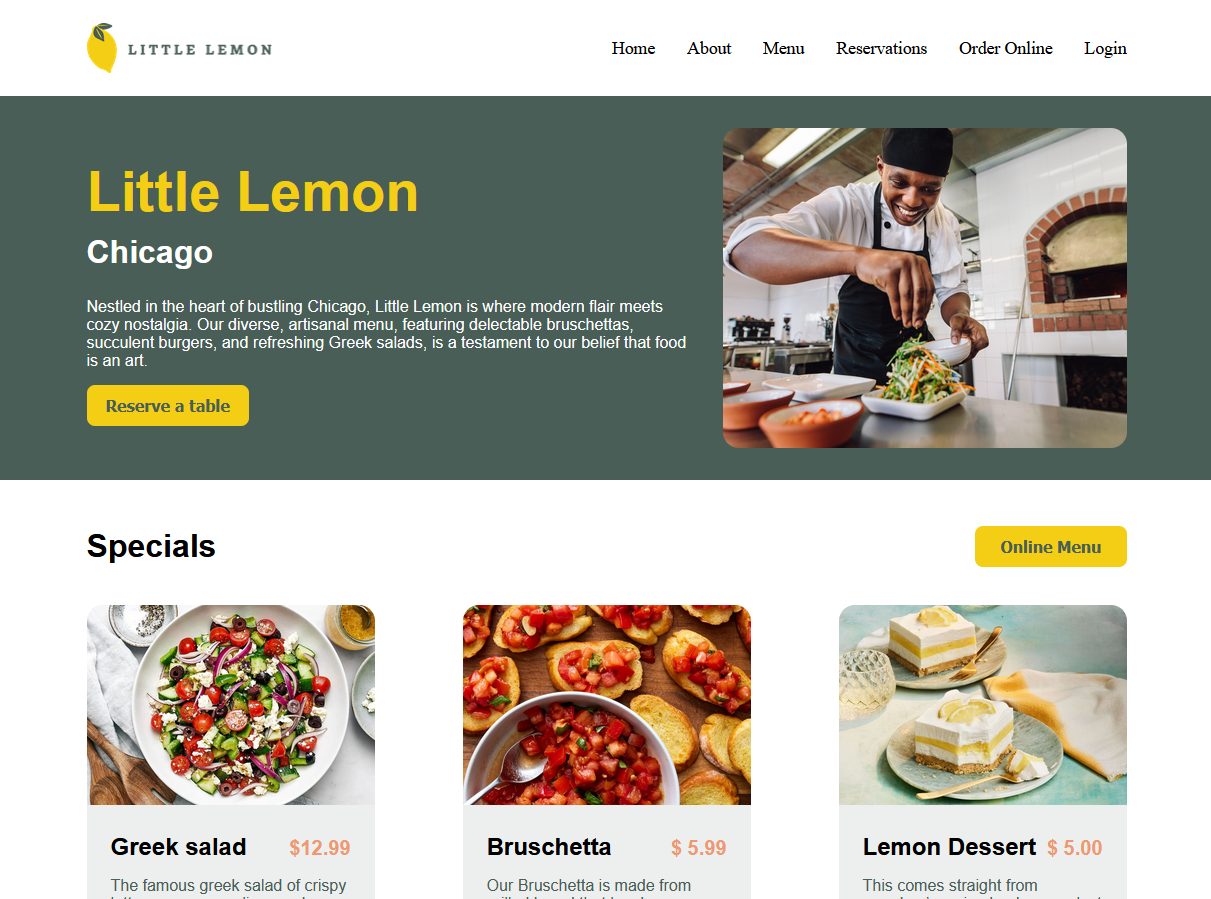 LITTLE LEMON
Home About Menu Reservations Order Online Login
Little Lemon
Chicago
Nestled in the heart of bustling Chicago, Little Lemon is where modern flair meets
cozy nostalgia. Our diverse, artisanal menu, featuring delectable bruschettas,
succulent burgers, and refreshing Greek salads, is a testament to our belief that food
is an art.
Reserve a table
Specials
Online Menu
Greek salad $12.99
The famous greek salad of crispy
Bruschetta $ 5.99
Our Bruschetta is made from
Lemon Dessert $ 5.00
This comes straight from